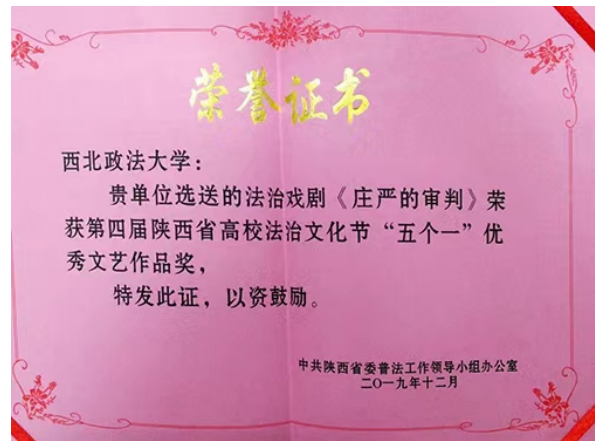 荣誉证书
西北政法大学：
贵单位选送的法治戏剧《庄严的审判》荣
获第四届陕西省高校法治文化节“五个一”优
秀文艺作品奖，
特发此证，以资鼓励。
中共陕西省委普法工作领导小组办公室
二〇一九年十二月